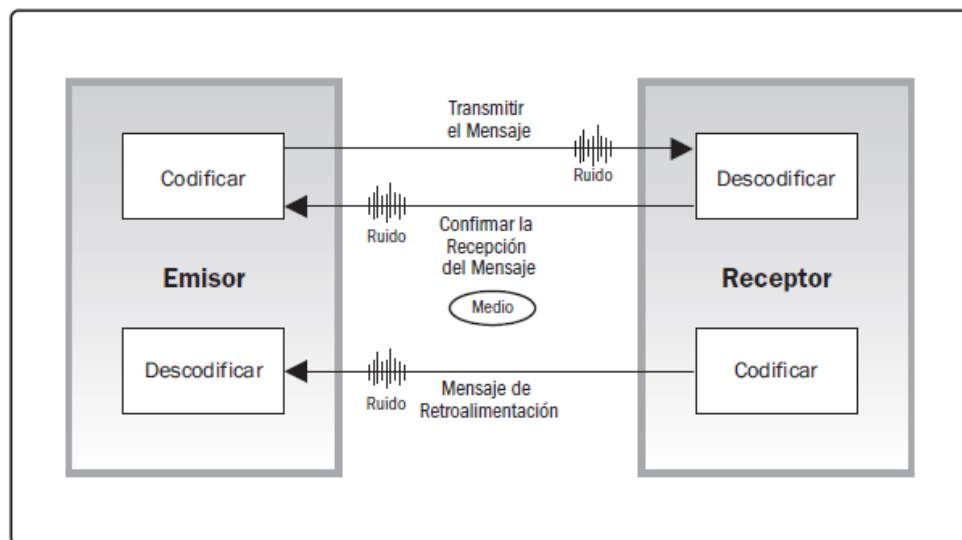 Transmitir
el Mensaje
Codificar
Ruido
Descodificar
Ruido
Confirmar la
Recepción
del Mensaje
Emisor
Receptor
Medio
Descodificar
Codificar
Ruido
Mensaje de
Retroalimentación